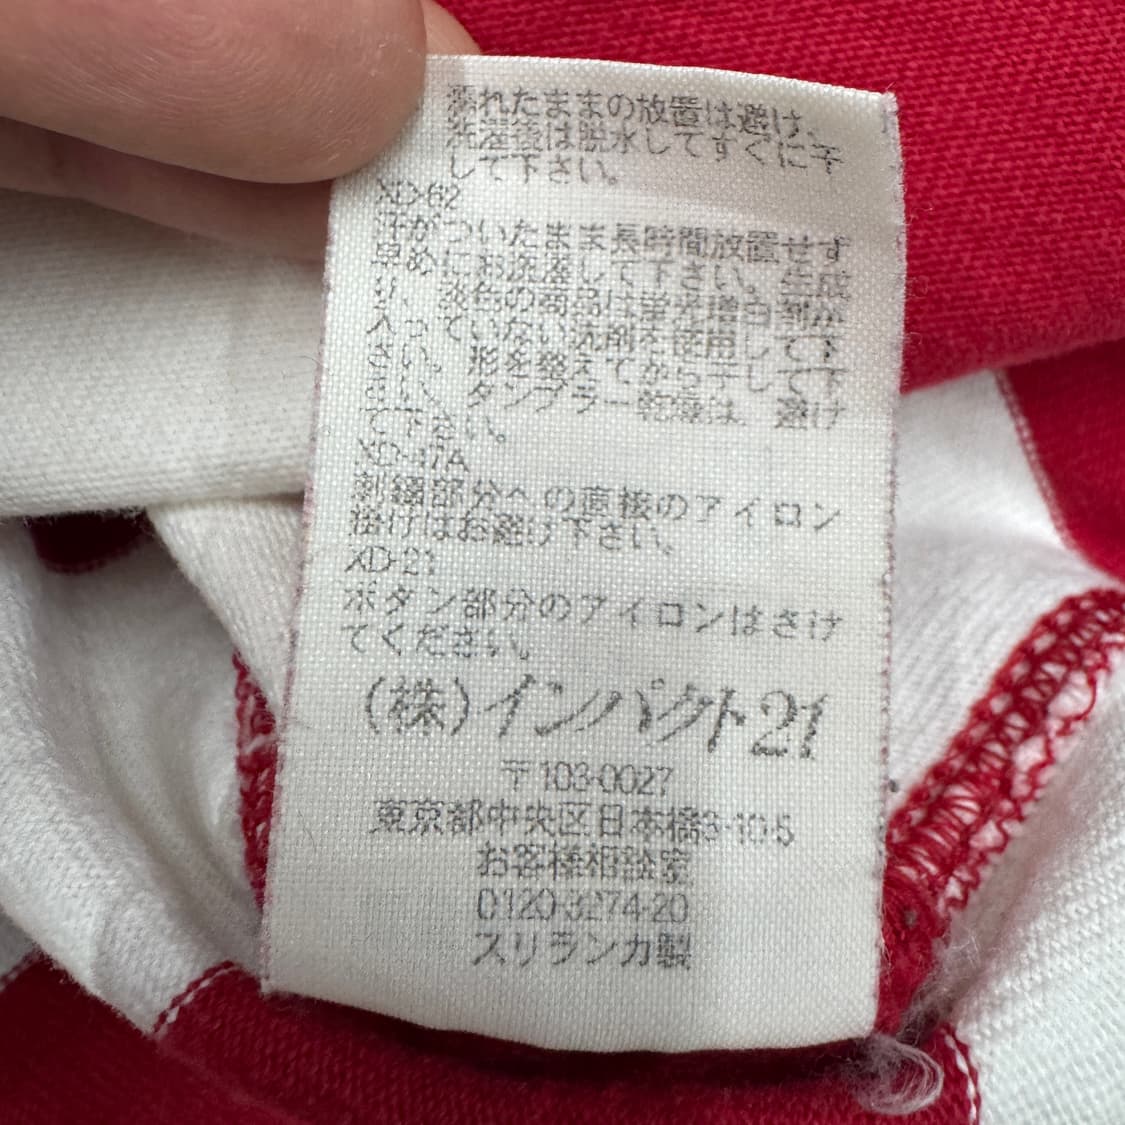 濡れたままの放置は避け、
洗濯後は脱水してすぐに干
して下さい。
XD-62
汗がついたまま長時間放置せず
早めにお洗濯して下さい。生成
り、淡色の商品は蛍光増白剤が
入っていない洗剤を使用して下
さい。形を整えてから干して下
さい。タンブラー乾燥は、避け
て下さい。
XD-47A
刺繍部分への直接のアイロン
掛けはお避け下さい。
XD-21
ボタン部分のアイロンはさけ
てください。
(株)インパクト21
〒103-0027
東京都中央区日本橋3-10-5
お客様相談室
0120-3274-20
スリランカ製